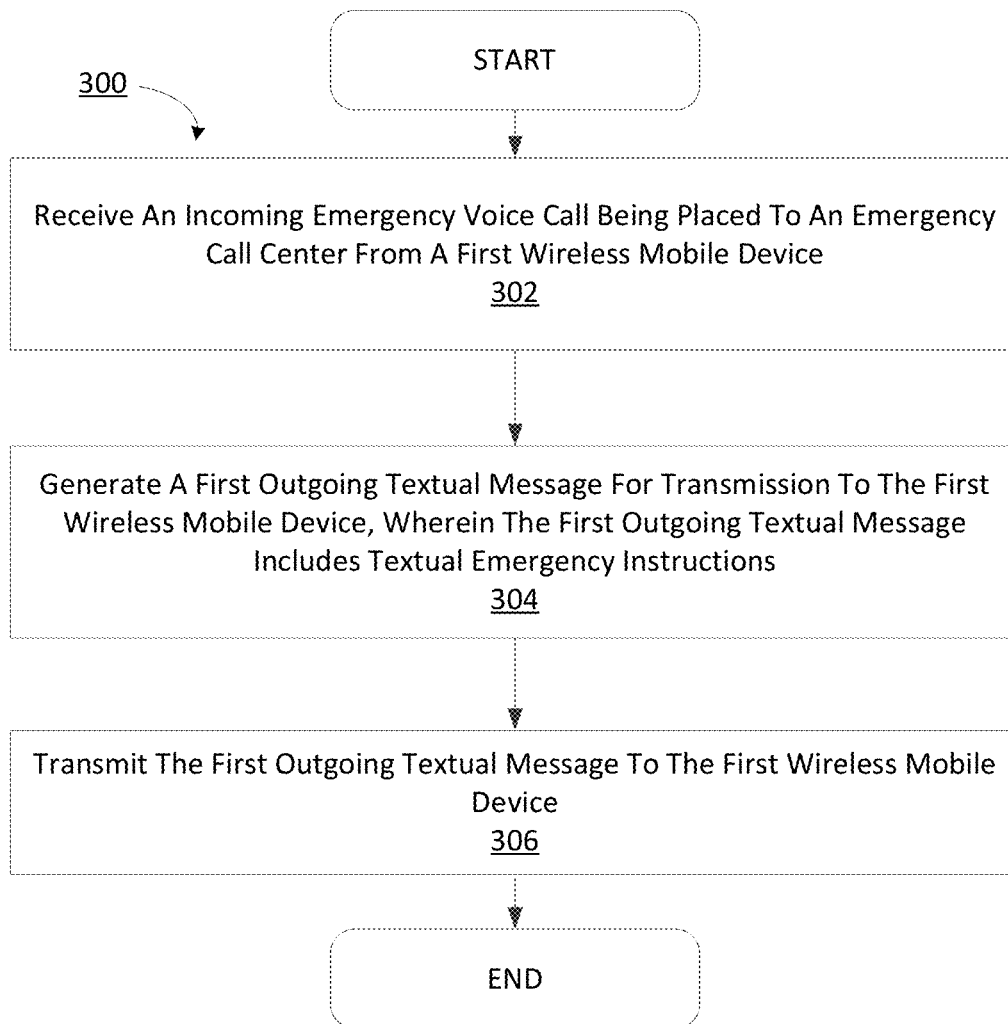 START
300
Receive An Incoming Emergency Voice Call Being Placed To An Emergency
Call Center From A First Wireless Mobile Device
302
Generate A First Outgoing Textual Message For Transmission To The First
Wireless Mobile Device, Wherein The First Outgoing Textual Message
Includes Textual Emergency Instructions
304
Transmit The First Outgoing Textual Message To The First Wireless Mobile
Device
306
END